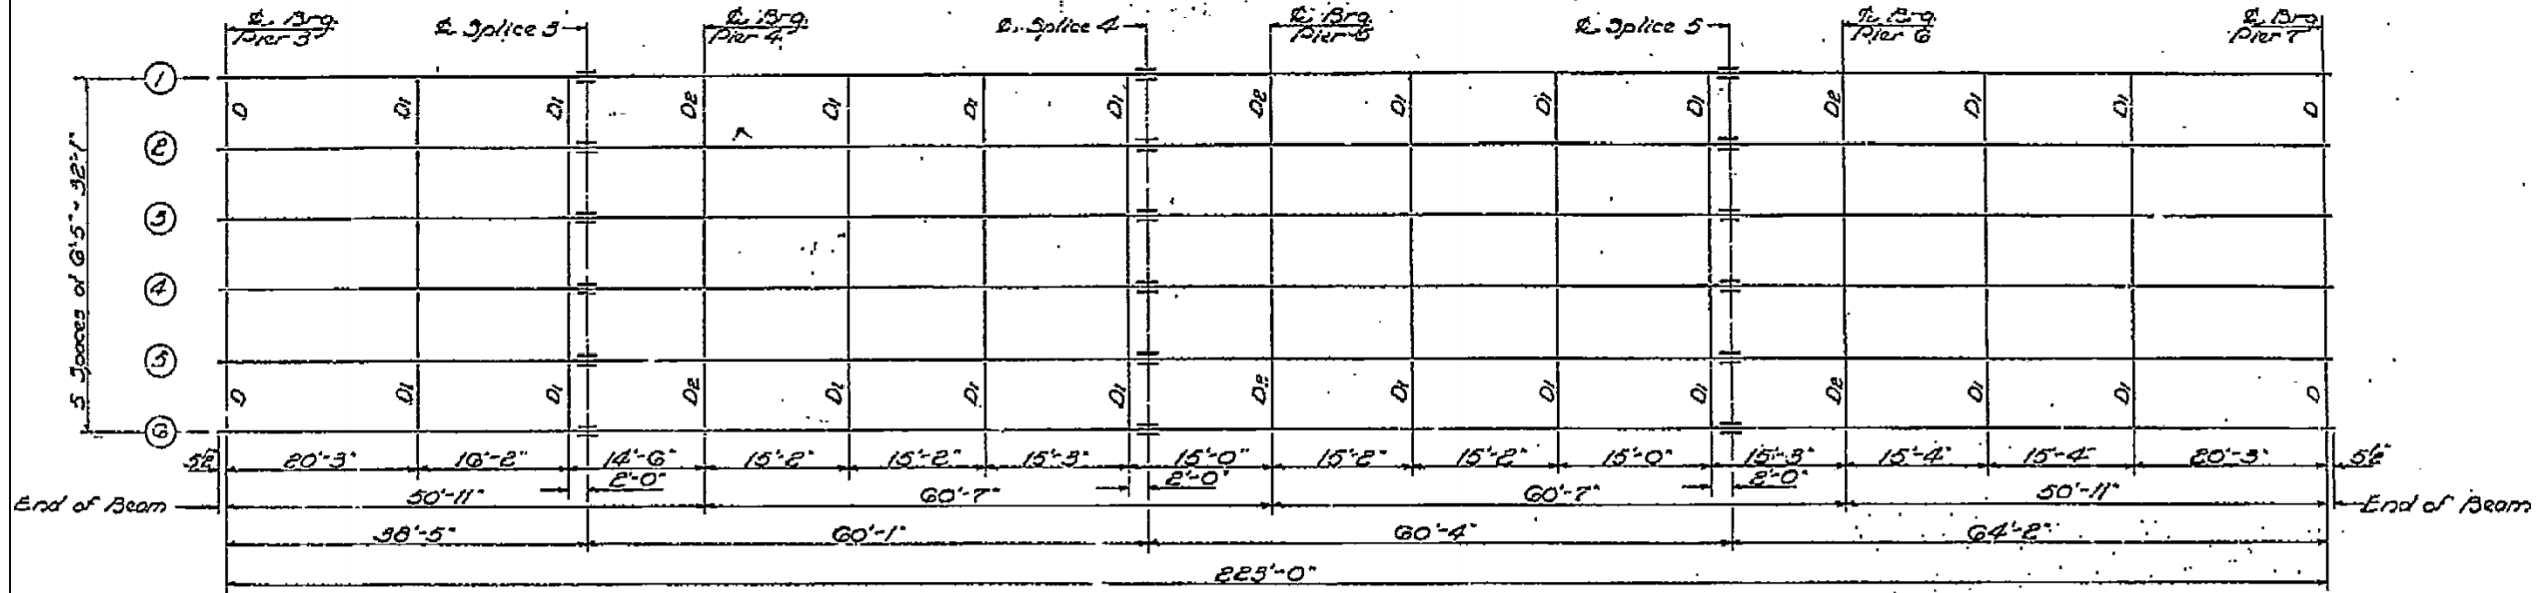 ℄ Brg. Pier 3
℄ Splice 3
℄ Brg. Pier 4
℄ Splice 4
℄ Brg. Pier 5
℄ Splice 5
℄ Brg. Pier 6
℄ Brg. Pier 7
1
D D1 D1 D2 D1 D1 D1 D2 D1 D1 D1 D2 D1 D1 D
2
3
5 Spaces at 6'-5" = 32'-1"
4
5
D D1 D1 D2 D1 D1 D1 D2 D1 D1 D1 D2 D1 D1 D
6
5½" 20'-3" 16'-2" 14'-6" 15'-2" 15'-2" 15'-3" 15'-0" 15'-2" 15'-2" 15'-0" 15'-3" 15'-4" 15'-4" 20'-3" 5½"
2'-0" 2'-0" 2'-0"
End of Beam 50'-11" 60'-7" 60'-7" 50'-11" End of Beam
38'-5" 60'-1" 60'-4" 64'-2"
223'-0"